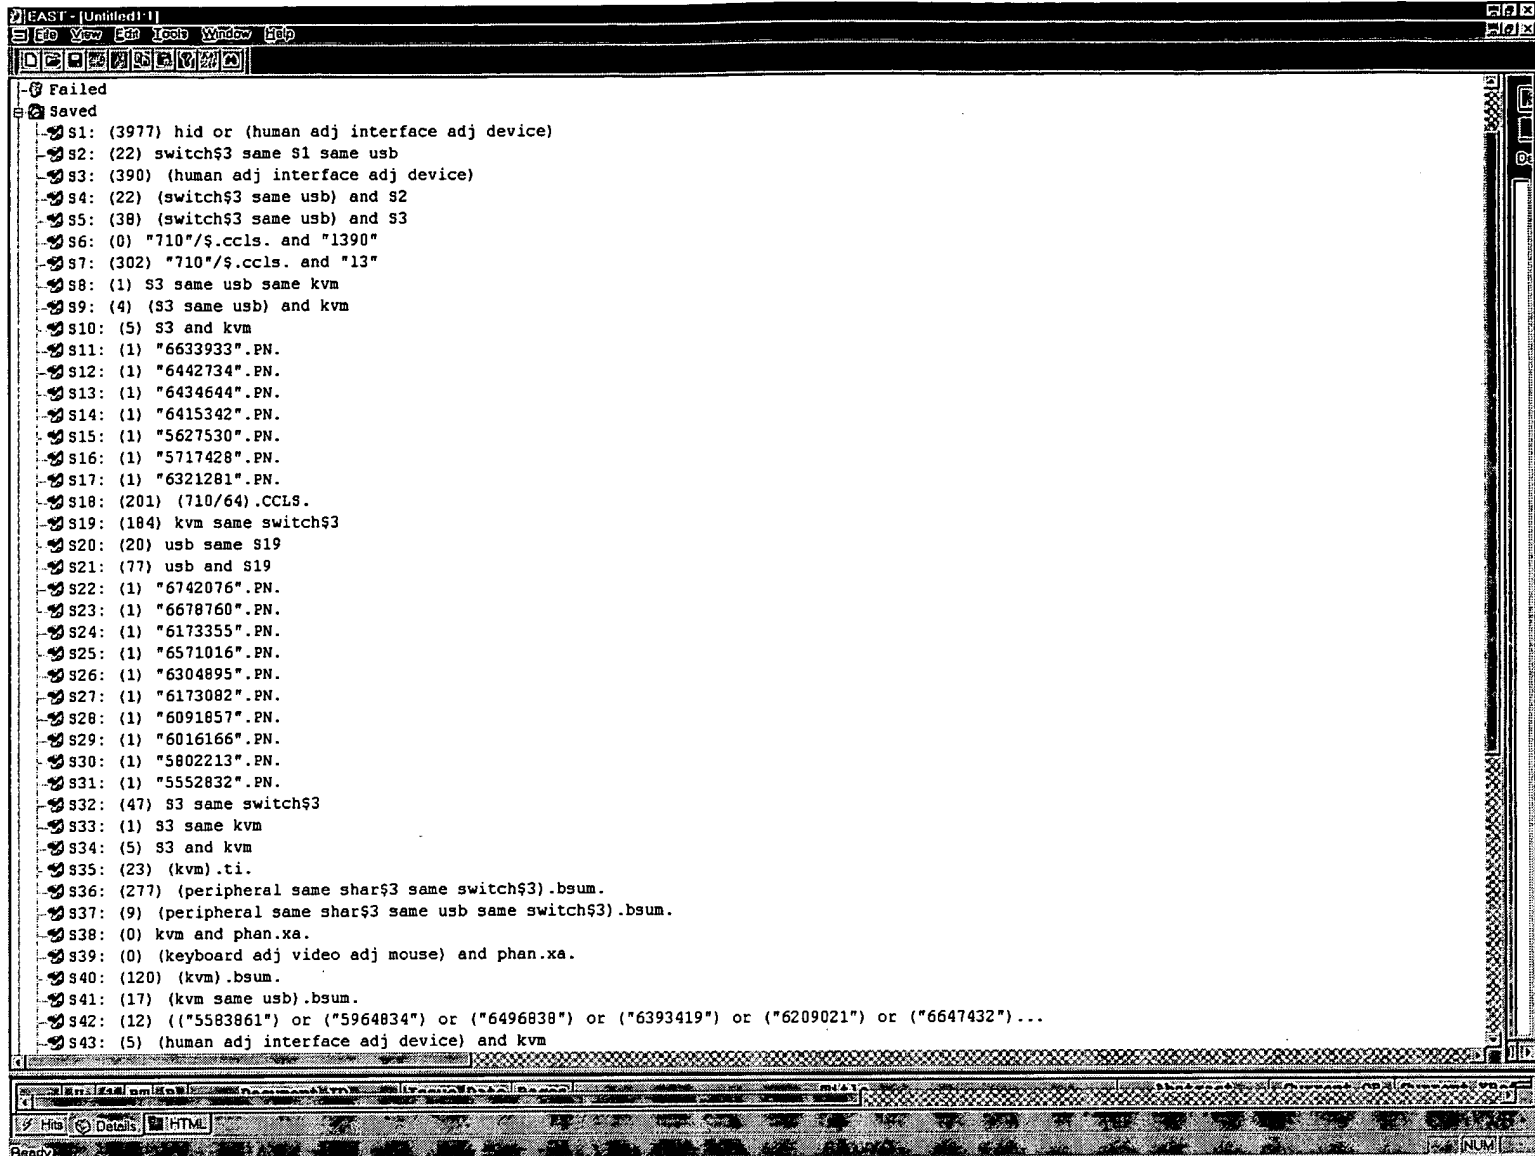 EAST - [Untitled1:1]
File View Edit Tools Window Help
Failed
Saved
S1: (3977) hid or (human adj interface adj device)
S2: (22) switch$3 same S1 same usb
S3: (390) (human adj interface adj device)
S4: (22) (switch$3 same usb) and S2
S5: (38) (switch$3 same usb) and S3
S6: (0) "710"/$.ccls. and "1390"
S7: (302) "710"/$.ccls. and "13"
S8: (1) S3 same usb same kvm
S9: (4) (S3 same usb) and kvm
S10: (5) S3 and kvm
S11: (1) "6633933".PN.
S12: (1) "6442734".PN.
S13: (1) "6434644".PN.
S14: (1) "6415342".PN.
S15: (1) "5627530".PN.
S16: (1) "5717428".PN.
S17: (1) "6321281".PN.
S18: (201) (710/64).CCLS.
S19: (184) kvm same switch$3
S20: (20) usb same S19
S21: (77) usb and S19
S22: (1) "6742076".PN.
S23: (1) "6678760".PN.
S24: (1) "6173355".PN.
S25: (1) "6571016".PN.
S26: (1) "6304895".PN.
S27: (1) "6173082".PN.
S28: (1) "6091857".PN.
S29: (1) "6016166".PN.
S30: (1) "5802213".PN.
S31: (1) "5552832".PN.
S32: (47) S3 same switch$3
S33: (1) S3 same kvm
S34: (5) S3 and kvm
S35: (23) (kvm).ti.
S36: (277) (peripheral same shar$3 same switch$3).bsum.
S37: (9) (peripheral same shar$3 same usb same switch$3).bsum.
S38: (0) kvm and phan.xa.
S39: (0) (keyboard adj video adj mouse) and phan.xa.
S40: (120) (kvm).bsum.
S41: (17) (kvm same usb).bsum.
S42: (12) (("5583861") or ("5964834") or ("6496838") or ("6393419") or ("6209021") or ("6647432")...
S43: (5) (human adj interface adj device) and kvm
Hits Details HTML
Ready NUM